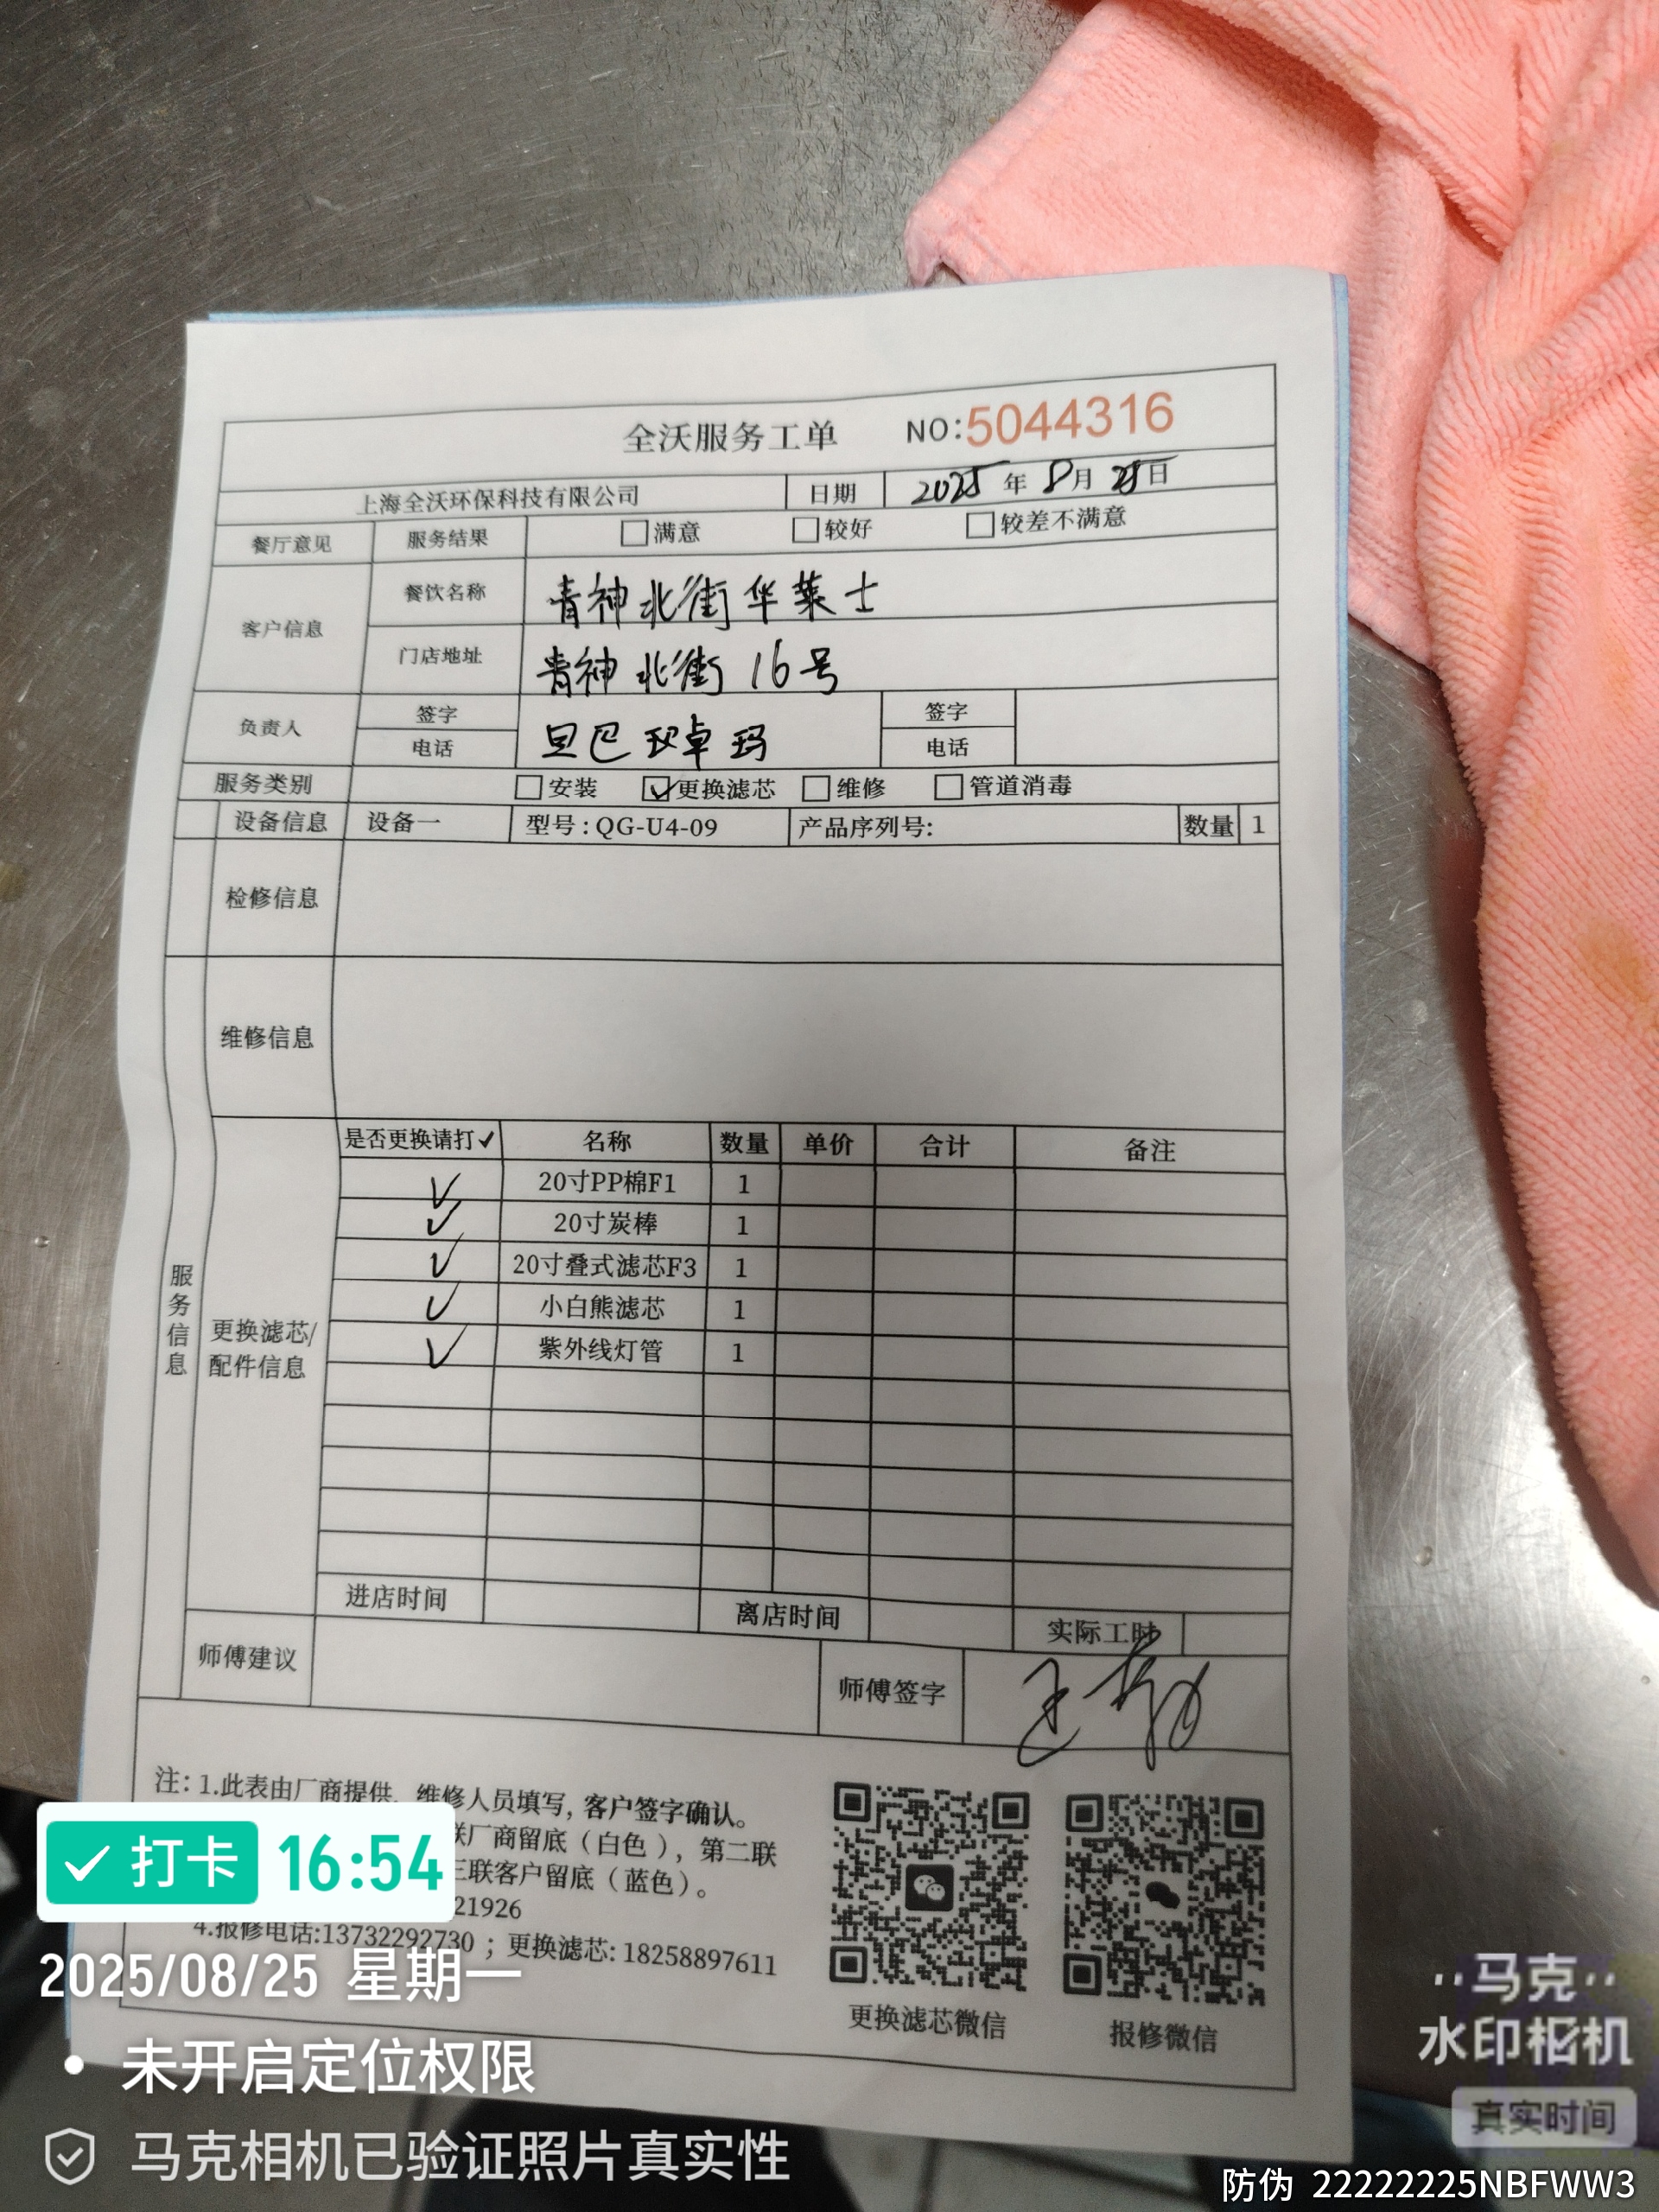 全沃服务工单 NO:5044316
上海全沃环保科技有限公司 日期 2025年8月25日
餐厅意见 服务结果 满意 较好 较差不满意
客户信息 餐饮名称 青神北街华莱士
门店地址 青神北街16号
负责人 签字 签字
电话 电话
旦巴 卓玛
服务类别 安装 ✓更换滤芯 维修 管道消毒
设备信息 设备一 型号:QG-U4-09 产品序列号: 数量 1
检修信息
维修信息
服务信息
更换滤芯/
配件信息
是否更换请打✓ 名称 数量 单价 合计 备注
✓ 20寸PP棉F1 1
✓ 20寸炭棒 1
✓ 20寸叠式滤芯F3 1
✓ 小白熊滤芯 1
✓ 紫外线灯管 1
进店时间 离店时间 实际工时
师傅建议 师傅签字
注: 1.此表由厂商提供、维修人员填写, 客户签字确认。
联厂商留底（白色）, 第二联
三联客户留底（蓝色）。
21926
4.报修电话:13732292730 ; 更换滤芯: 18258897611
更换滤芯微信 报修微信
打卡 16:54
2025/08/25 星期一
未开启定位权限
马克相机已验证照片真实性
马克
水印相机
真实时间
防伪 22222225NBFWW3